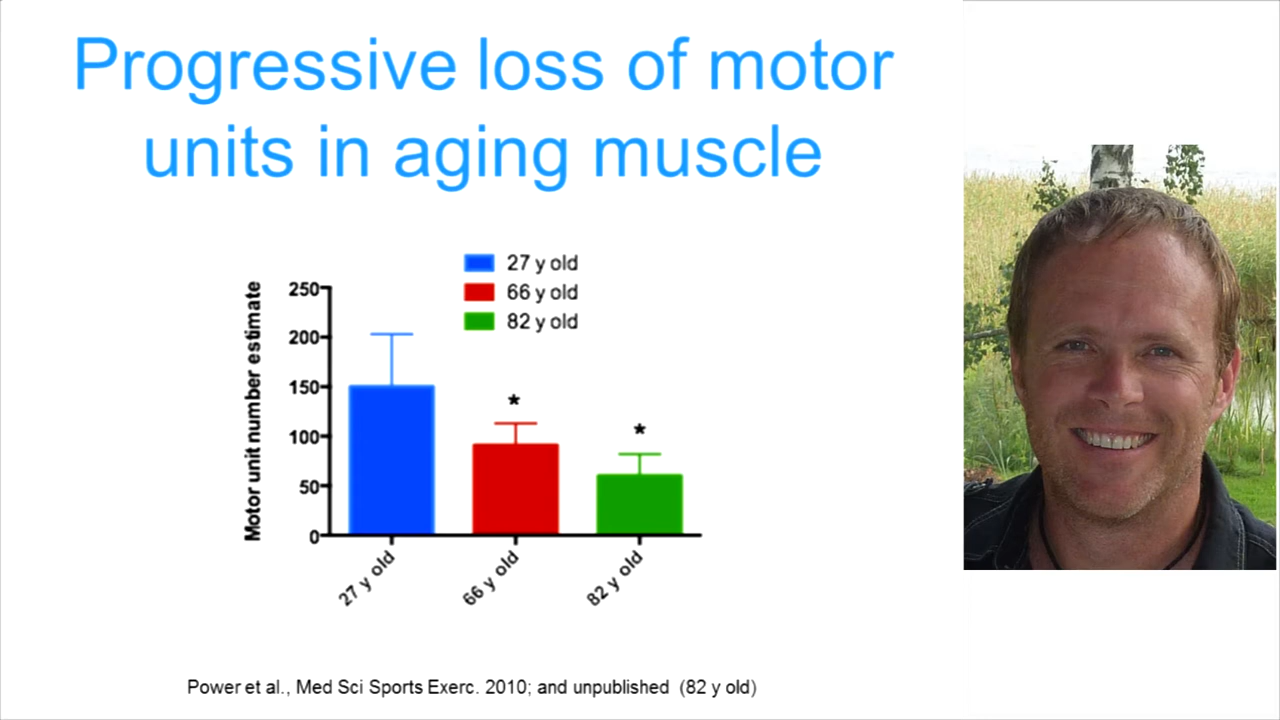 Progressive loss of motor
units in aging muscle
27 y old
66 y old
82 y old
Motor unit number estimate
250
200
150
100
50
0
*
*
27 y old
66 y old
82 y old
Power et al., Med Sci Sports Exerc. 2010; and unpublished (82 y old)